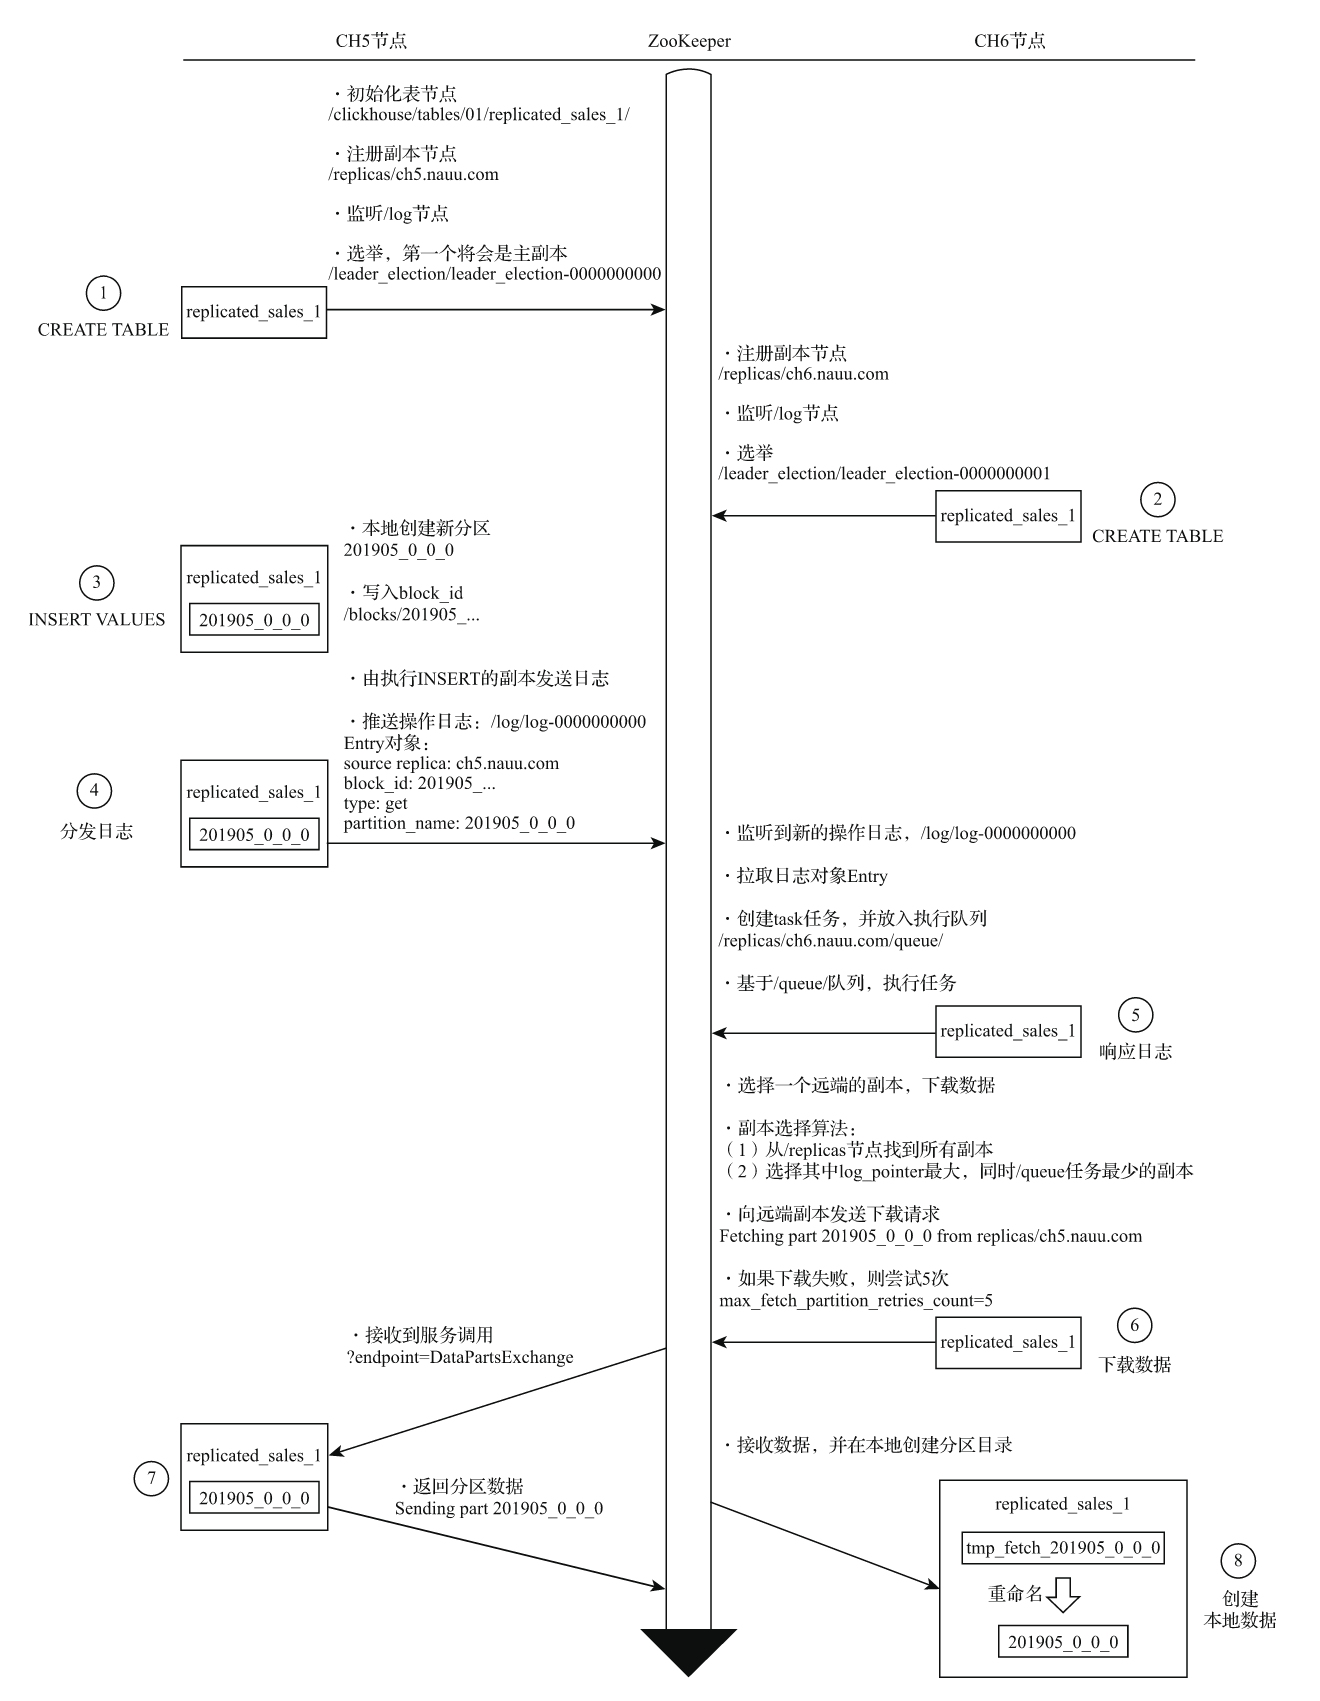 CH5节点
ZooKeeper
CH6节点
·初始化表节点
/clickhouse/tables/01/replicated_sales_1/
·注册副本节点
/replicas/ch5.nauu.com
·监听/log节点
·选举，第一个将会是主副本
/leader_election/leader_election-0000000000
1
CREATE TABLE
replicated_sales_1
·注册副本节点
/replicas/ch6.nauu.com
·监听/log节点
·选举
/leader_election/leader_election-0000000001
replicated_sales_1
2
CREATE TABLE
·本地创建新分区
201905_0_0_0
·写入block_id
/blocks/201905_...
3
INSERT VALUES
replicated_sales_1
201905_0_0_0
·由执行INSERT的副本发送日志
·推送操作日志：/log/log-0000000000
Entry对象：
source replica: ch5.nauu.com
block_id: 201905_...
type: get
partition_name: 201905_0_0_0
4
分发日志
replicated_sales_1
201905_0_0_0
·监听到新的操作日志，/log/log-0000000000
·拉取日志对象Entry
·创建task任务，并放入执行队列
/replicas/ch6.nauu.com/queue/
·基于/queue/队列，执行任务
replicated_sales_1
5
响应日志
·选择一个远端的副本，下载数据
·副本选择算法：
（1）从/replicas节点找到所有副本
（2）选择其中log_pointer最大，同时/queue任务最少的副本
·向远端副本发送下载请求
Fetching part 201905_0_0_0 from replicas/ch5.nauu.com
·如果下载失败，则尝试5次
max_fetch_partition_retries_count=5
replicated_sales_1
6
下载数据
·接收到服务调用
?endpoint=DataPartsExchange
7
replicated_sales_1
201905_0_0_0
·返回分区数据
Sending part 201905_0_0_0
·接收数据，并在本地创建分区目录
replicated_sales_1
tmp_fetch_201905_0_0_0
重命名
201905_0_0_0
8
创建
本地数据